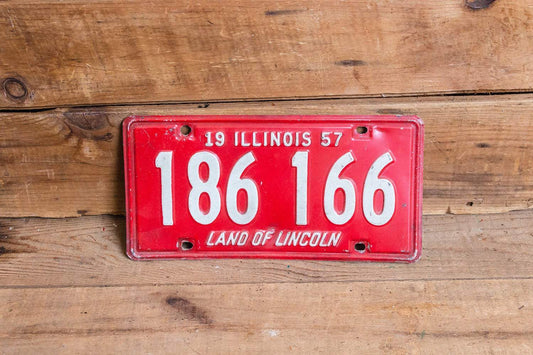 19 ILLINOIS 57
186 166
LAND OF LINCOLN